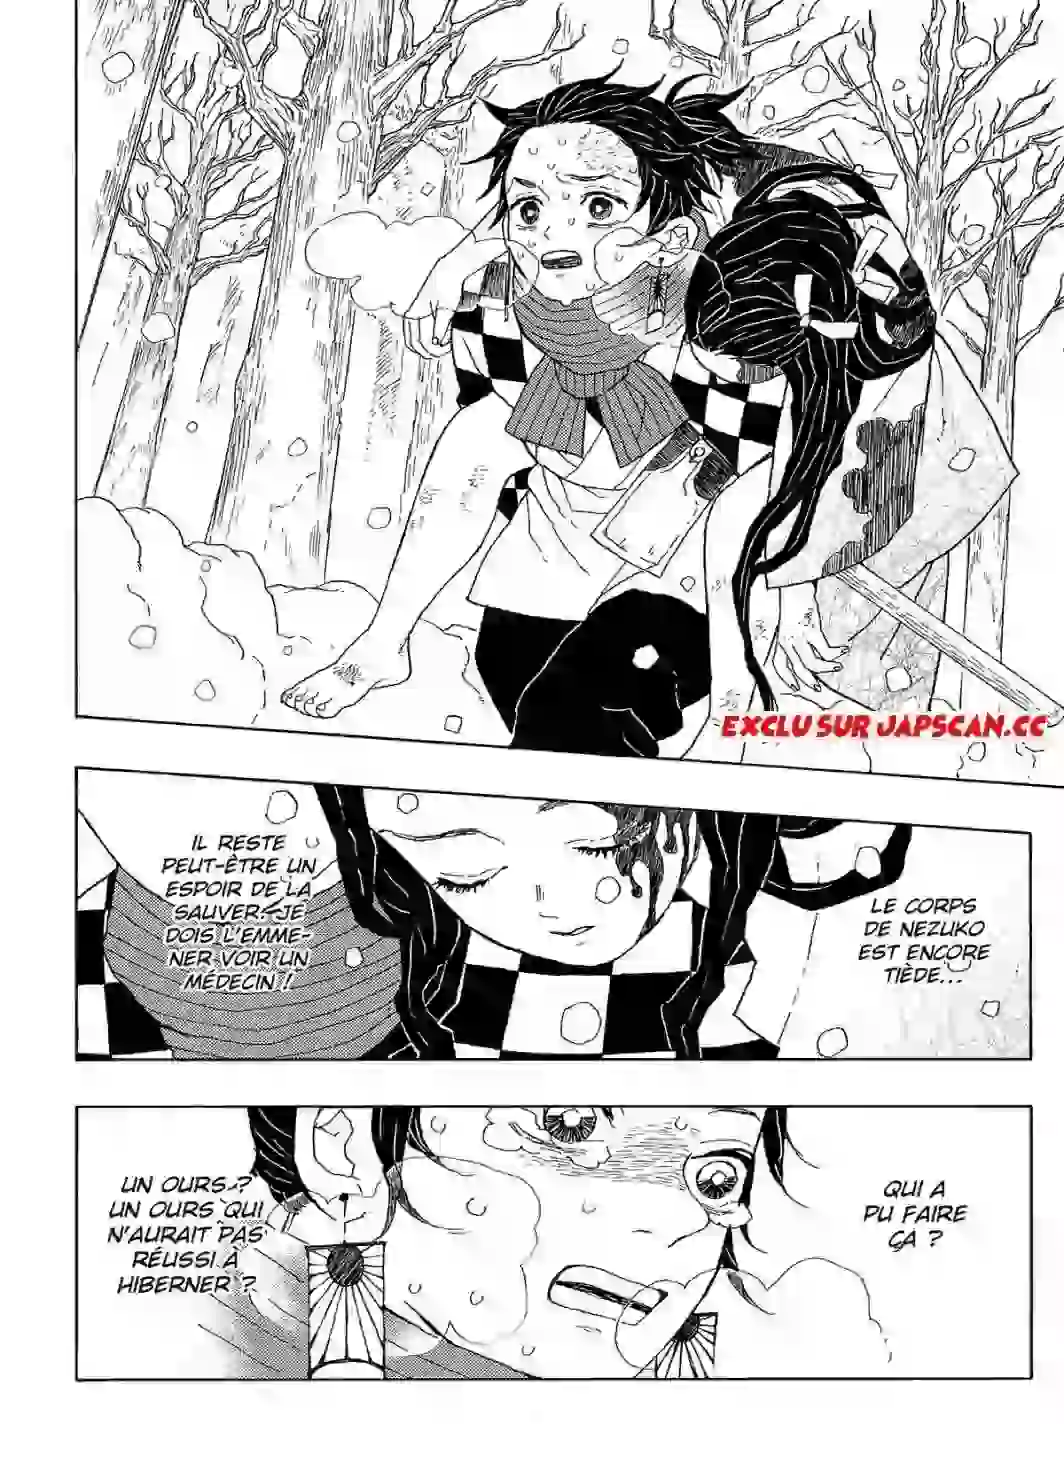 EXCLU SUR JAPSCAN.CC
LE CORPS
DE NEZUKO
EST ENCORE
TIÈDE...
IL RESTE
PEUT-ÊTRE UN
ESPOIR DE LA
SAUVER. JE
DOIS L'EMME-
NER VOIR UN
MÉDECIN !
QUI A
PU FAIRE
ÇA ?
UN OURS ?
UN OURS QUI
N'AURAIT PAS
RÉUSSI À
HIBERNER ?